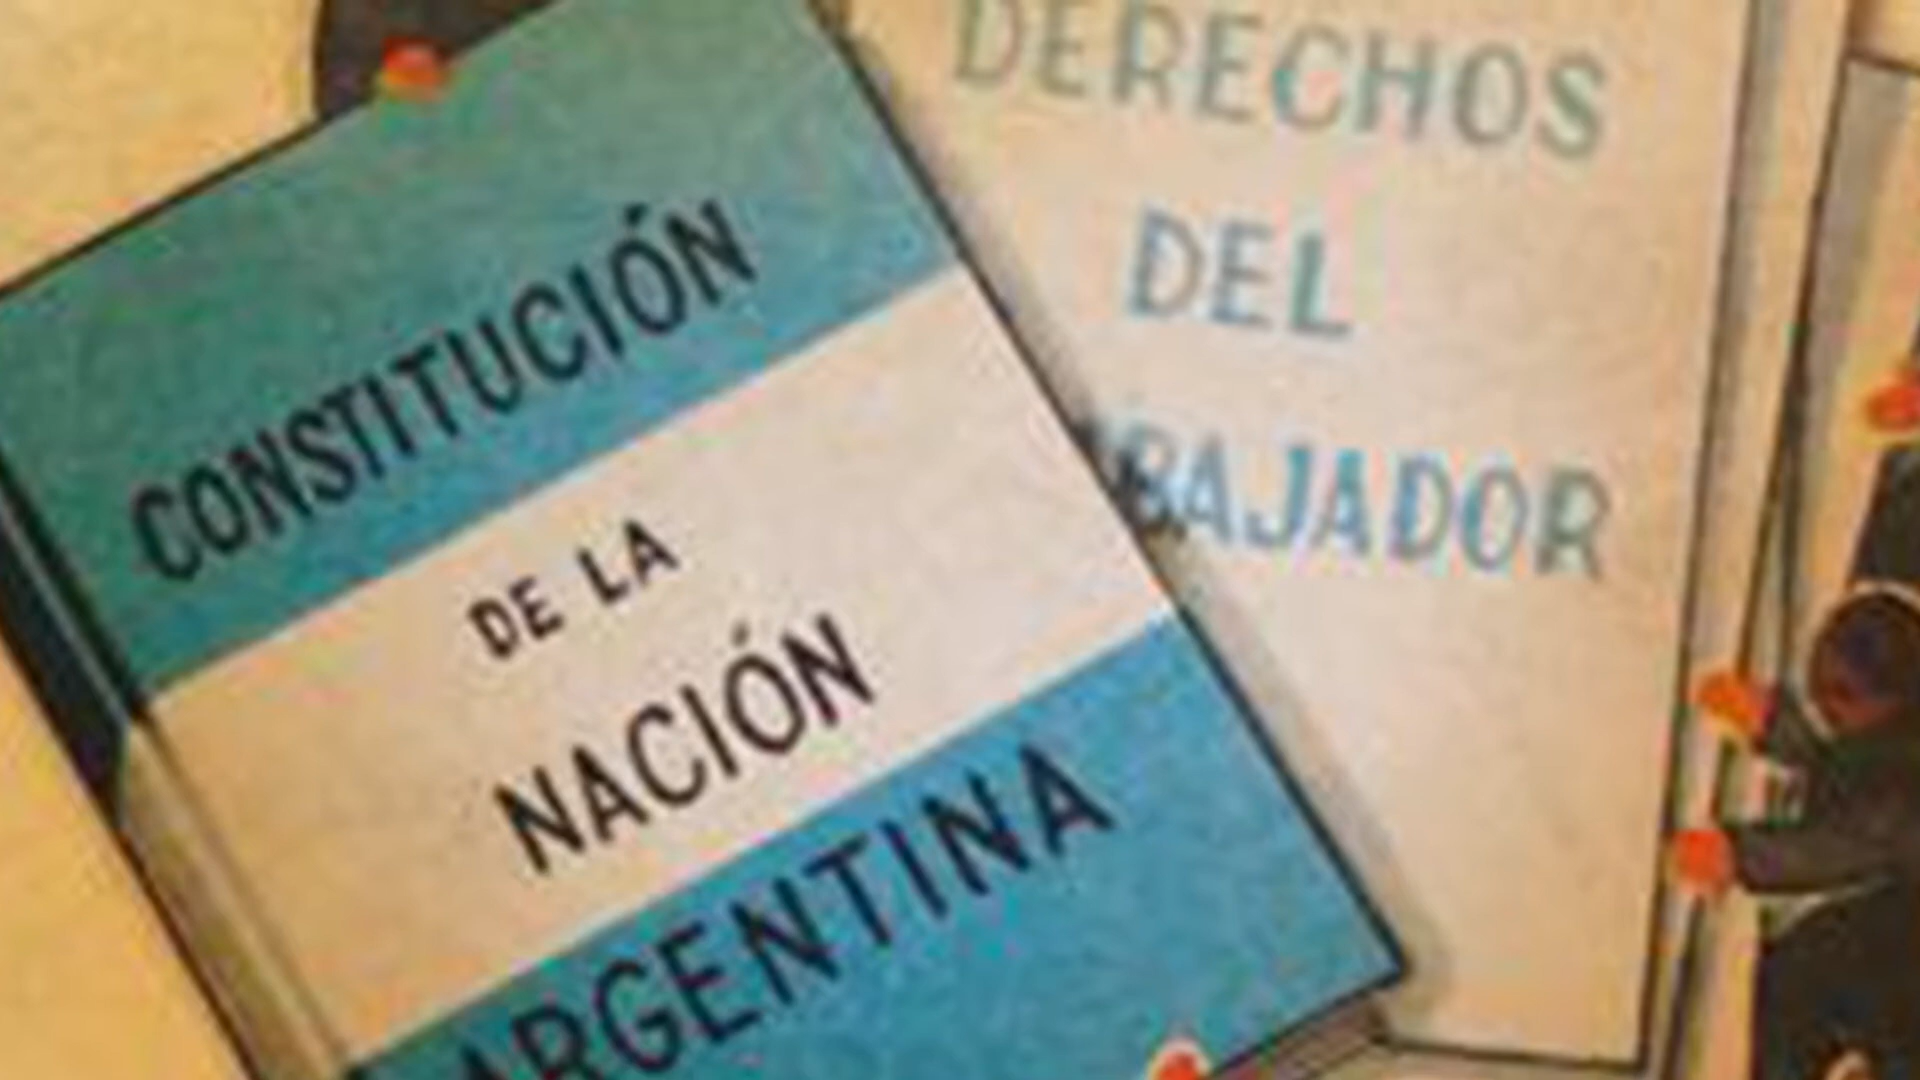 CONSTITUCIÓN
DE LA
NACIÓN
ARGENTINA
DERECHOS
DEL
BAJADOR